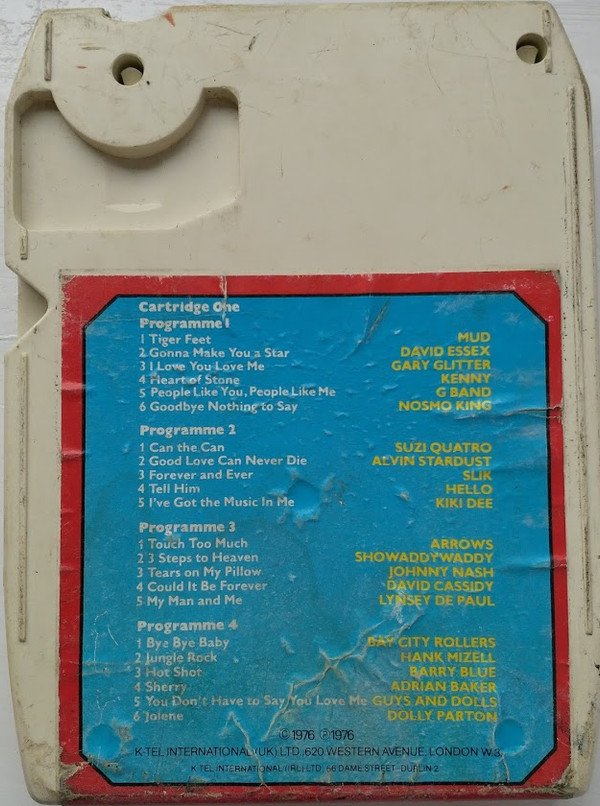 Cartridge One
Programme 1
1 Tiger Feet MUD
2 Gonna Make You a Star DAVID ESSEX
3 I Love You Love Me GARY GLITTER
4 Heart of Stone KENNY
5 People Like You, People Like Me G BAND
6 Goodbye Nothing to Say NOSMO KING
Programme 2
1 Can the Can SUZI QUATRO
2 Good Love Can Never Die ALVIN STARDUST
3 Forever and Ever SLIK
4 Tell Him HELLO
5 I've Got the Music In Me KIKI DEE
Programme 3
1 Touch Too Much ARROWS
2 3 Steps to Heaven SHOWADDYWADDY
3 Tears on My Pillow JOHNNY NASH
4 Could It Be Forever DAVID CASSIDY
5 My Man and Me LYNSEY DE PAUL
Programme 4
1 Bye Bye Baby BAY CITY ROLLERS
2 Jungle Rock HANK MIZELL
3 Hot Shot BARRY BLUE
4 Sherry ADRIAN BAKER
5 You Don't Have to Say You Love Me GUYS AND DOLLS
6 Jolene DOLLY PARTON
© 1976 ℗ 1976
K-TEL INTERNATIONAL (UK) LTD ,620 WESTERN AVENUE, LONDON W3,
K-TEL INTERNATIONAL (IRL) LTD, 56 DAME STREET-DUBLIN 2